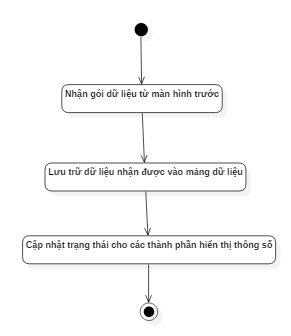 Nhận gói dữ liệu từ màn hình trước
Lưu trữ dữ liệu nhận được vào mảng dữ liệu
Cập nhật trạng thái cho các thành phần hiển thị thông số